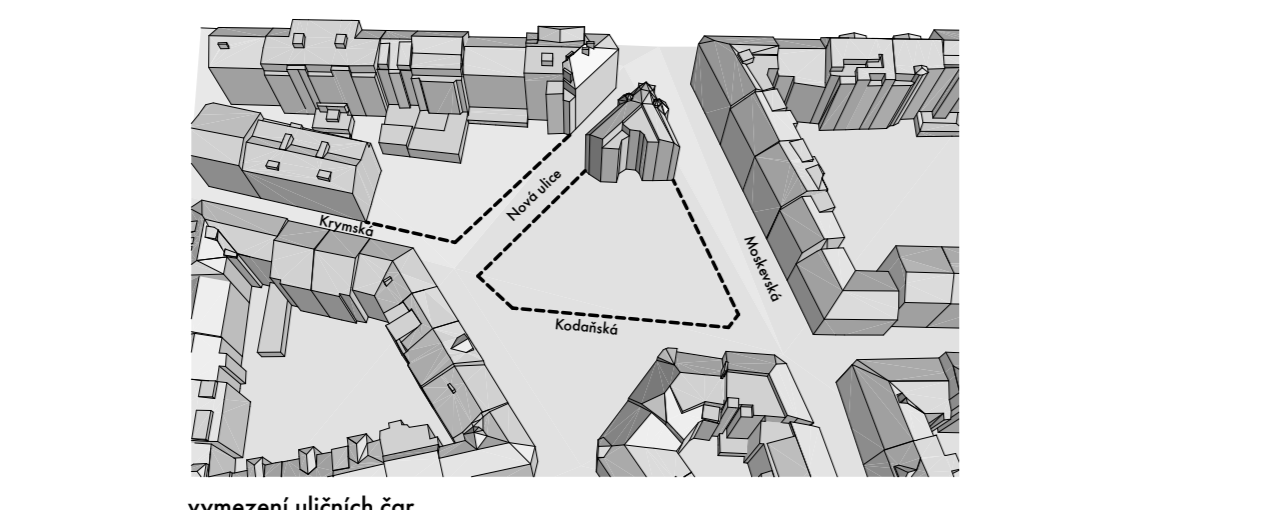 Nová ulice
Krymská
Moskevská
Kodaňská
vymezení uličních čar